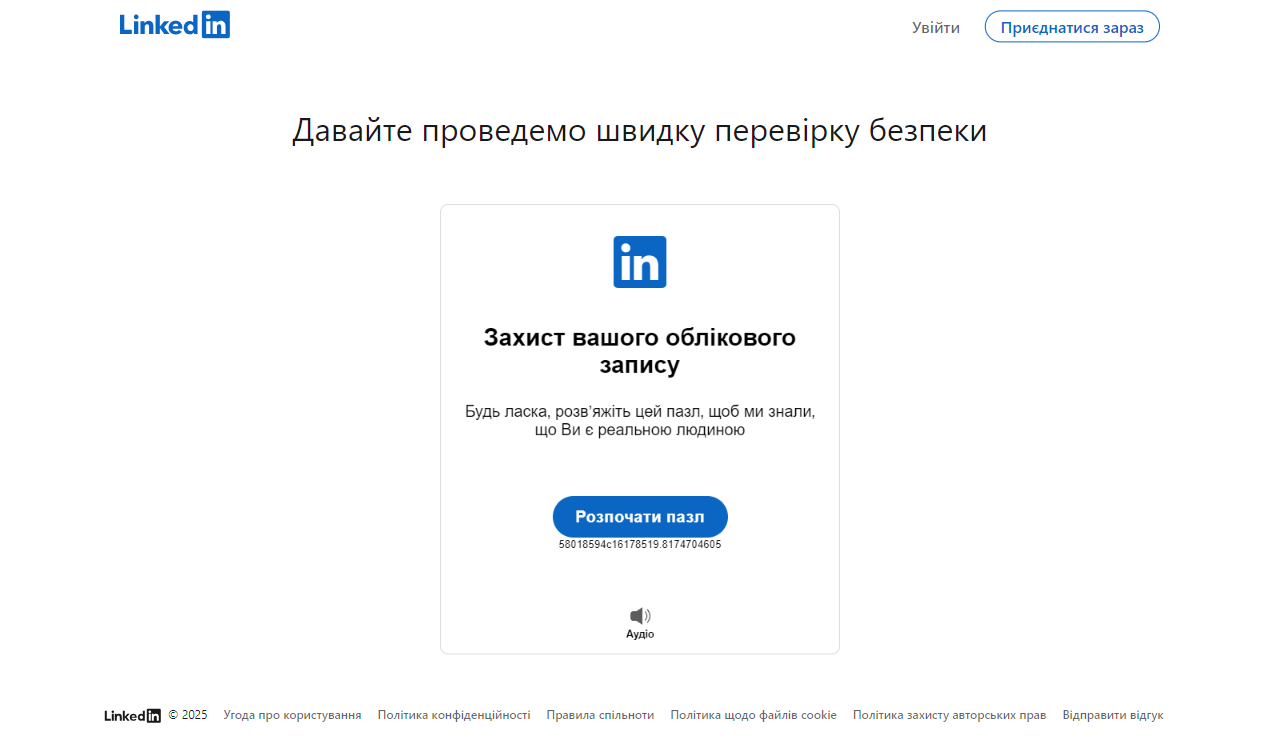 Linkedin
Увійти
Приєднатися зараз
Давайте проведемо швидку перевірку безпеки
in
Захист вашого облікового
запису
Будь ласка, розв'яжіть цей пазл, щоб ми знали,
що Ви є реальною людиною
Розпочати пазл
58018594c16178519.8174704605
Аудіо
Linkedin © 2025 Угода про користування Політика конфіденційності Правила спільноти Політика щодо файлів cookie Політика захисту авторських прав Відправити відгук